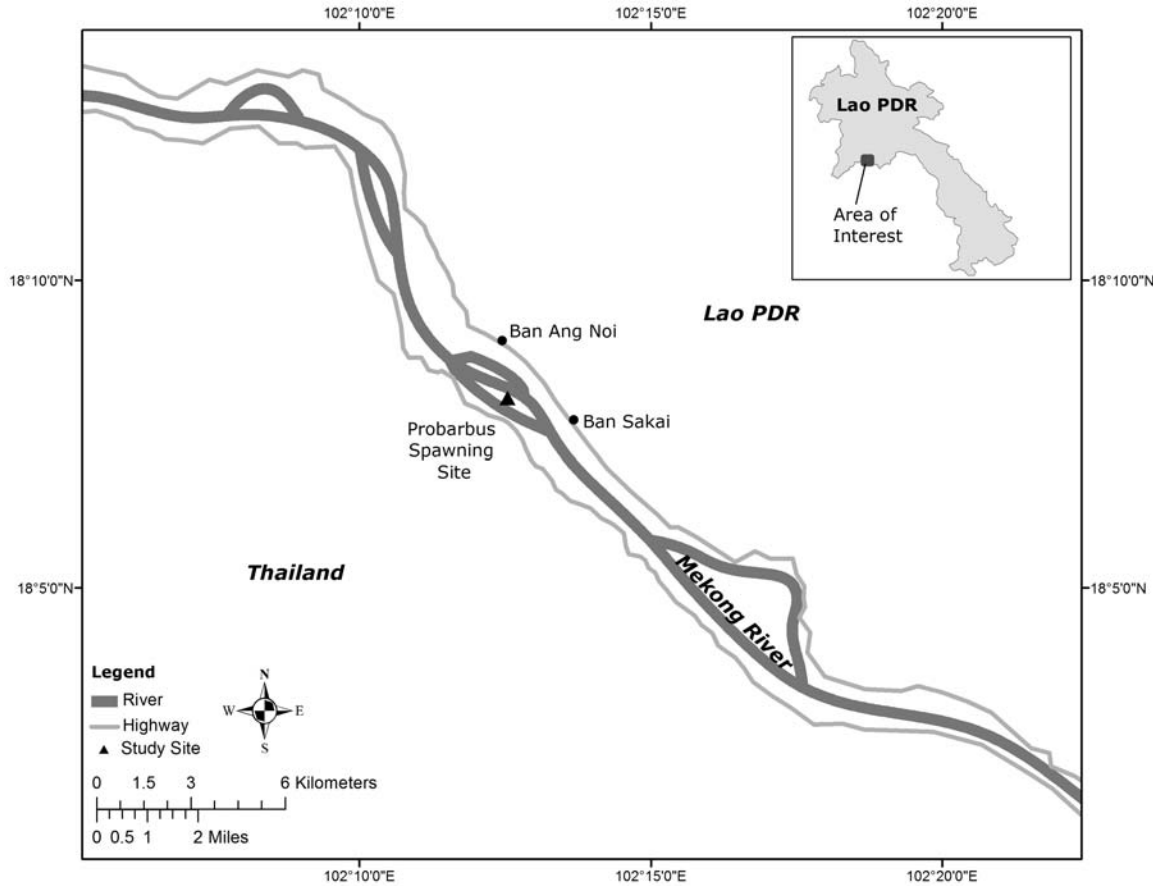 102°10'0"E
102°15'0"E
102°20'0"E
Lao PDR
Area of
Interest
18°10'0"N
18°10'0"N
Lao PDR
Ban Ang Noi
Ban Sakai
Probarbus
Spawning
Site
Thailand
Mekong River
18°5'0"N
18°5'0"N
Legend
River
Highway
Study Site
N
W
E
S
0 1.5 3 6 Kilometers
0 0.5 1 2 Miles
102°10'0"E
102°15'0"E
102°20'0"E